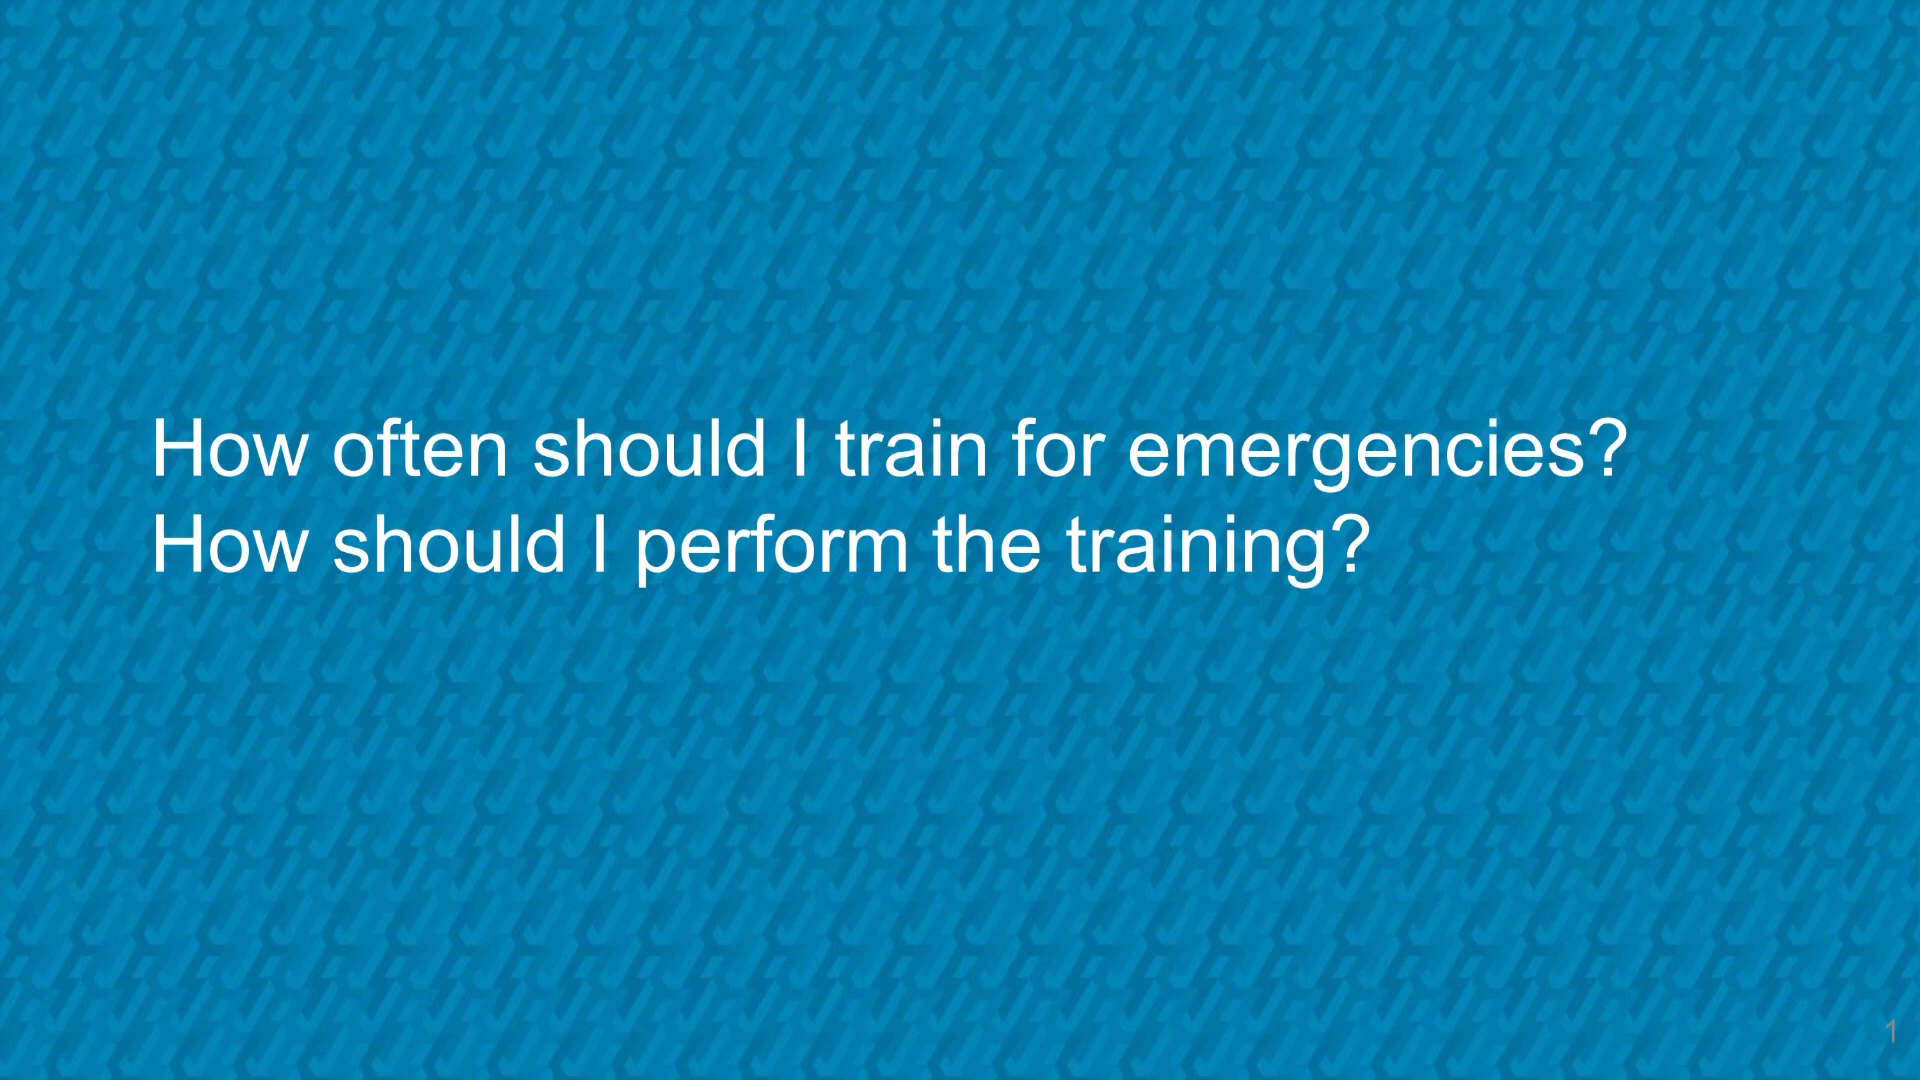 How often should I train for emergencies?
How should I perform the training?
1